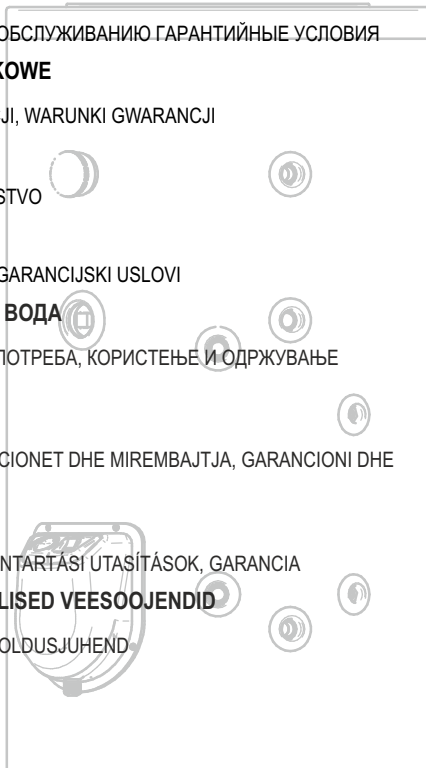 ОБСЛУЖИВАНИЮ ГАРАНТИЙНЫЕ УСЛОВИЯ
KOWE
JI, WARUNKI GWARANCJI
STVO
GARANCIJSKI USLOVI
ВОДА
ПОТРЕБА, КОРИСТЕЊЕ И ОДРЖУВАЊЕ
CIONET DHE MIREMBAJTJA, GARANCIONI DHE
NTARTÁSI UTASÍTÁSOK, GARANCIA
LISED VEESOOJENDID
OLDUSJUHEND